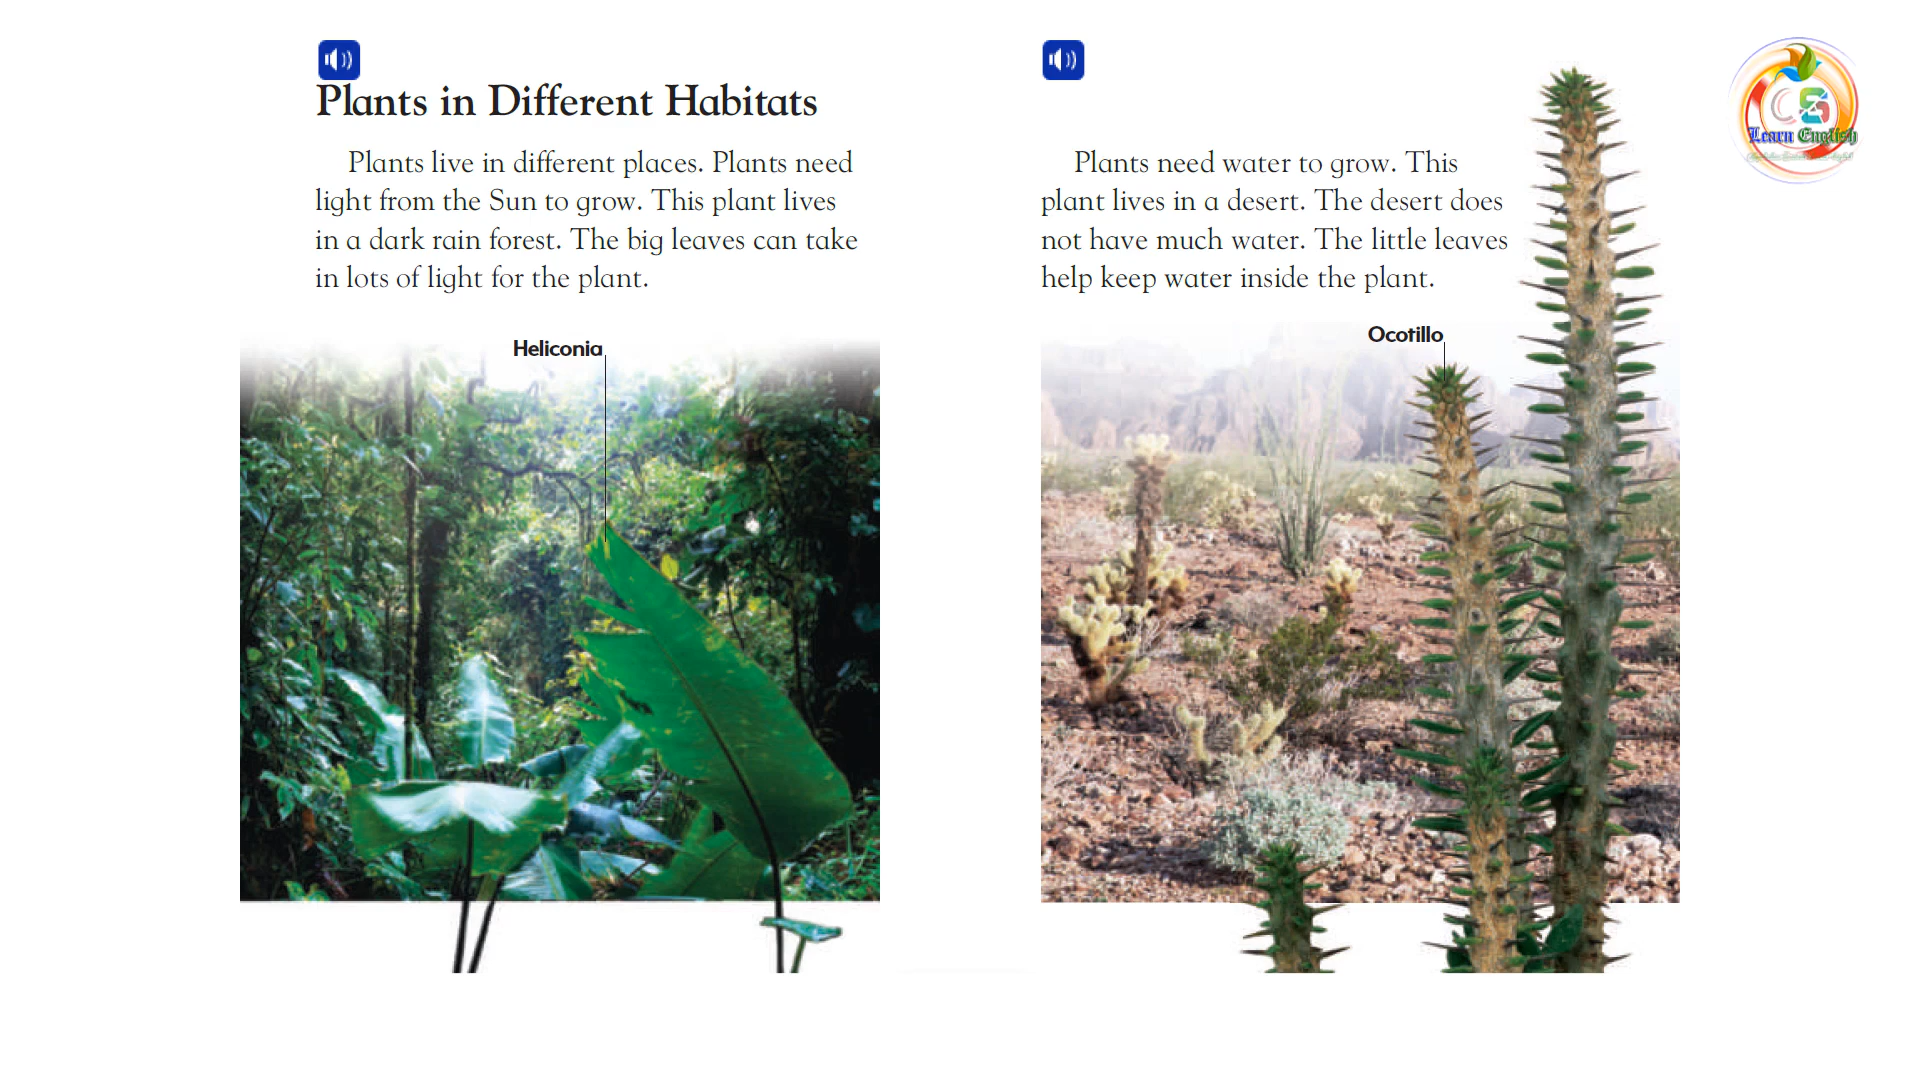 Plants in Different Habitats
Plants live in different places. Plants need
light from the Sun to grow. This plant lives
in a dark rain forest. The big leaves can take
in lots of light for the plant.
Heliconia
Plants need water to grow. This
plant lives in a desert. The desert does
not have much water. The little leaves
help keep water inside the plant.
Ocotillo
CS
Learn English